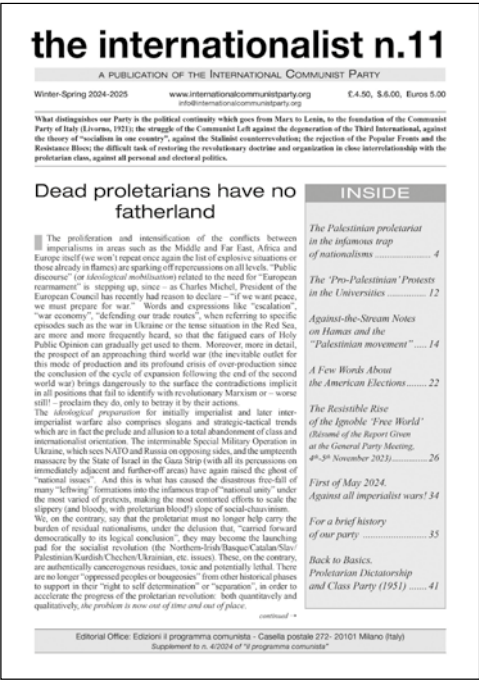 the internationalist n.11
A PUBLICATION OF THE INTERNATIONAL COMMUNIST PARTY
Winter-Spring 2024-2025 www.internationalcommunistparty.org £.4.50, $.6.00, Euros 5.00
info@internationalcommunistparty.org
What distinguishes our Party is the political continuity which goes from Marx to Lenin, to the foundation of the Communist
Party of Italy (Livorno, 1921); the struggle of the Communist Left against the degeneration of the Third International, against
the theory of "socialism in one country", against the Stalinist counterrevolution; the rejection of the Popular Fronts and the
Resistance Blocs; the difficult task of restoring the revolutionary doctrine and organization in close interrelationship with the
proletarian class, against all personal and electoral politics.
Dead proletarians have no
fatherland
The proliferation and intensification of the conflicts between
imperialisms in areas such as the Middle and Far East, Africa and
Europe itself (we won't repeat once again the list of explosive situations or
those already in flames) are sparking off repercussions on all levels. "Public
discourse" (or ideological mobilisation) related to the need for "European
rearmament" is stepping up, since – as Charles Michel, President of the
European Council has recently had reason to declare – "if we want peace,
we must prepare for war." Words and expressions like "escalation",
"war economy", "defending our trade routes", when referring to specific
episodes such as the war in Ukraine or the tense situation in the Red Sea,
are more and more frequently heard, so that the fatigued ears of Holy
Public Opinion can gradually get used to them. Moreover, more in detail,
the prospect of an approaching third world war (the inevitable outlet for
this mode of production and its profound crisis of over-production since
the conclusion of the cycle of expansion following the end of the second
world war) brings dangerously to the surface the contradictions implicit
in all positions that fail to identify with revolutionary Marxism or – worse
still! – proclaim they do, only to betray it by their actions.
The ideological preparation for initially imperialist and later inter-
imperialist warfare also comprises slogans and strategic-tactical trends
which are in fact the prelude and allusion to a total abandonment of class and
internationalist orientation. The interminable Special Military Operation in
Ukraine, which sees NATO and Russia on opposing sides, and the umpteenth
massacre by the State of Israel in the Gaza Strip (with all its percussions on
immediately adjacent and further-off areas) have again raised the ghost of
"national issues". And this is what has caused the disastrous free-fall of
many "leftwing" formations into the infamous trap of "national unity" under
the most varied of pretexts, making the most contorted efforts to scale the
slippery (and bloody, with proletarian blood!) slope of social-chauvinism.
We, on the contrary, say that the proletariat must no longer help carry the
burden of residual nationalisms, under the delusion that, "carried forward
democratically to its logical conclusion", they may become the launching
pad for the socialist revolution (the Northern-Irish/Basque/Catalan/Slav/
Palestinian/Kurdish/Chechen/Ukrainian, etc. issues). These, on the contrary,
are authentically cancerogenous residues, toxic and potentially lethal. There
are no longer "oppressed peoples or bougeoisies" from other historical phases
to support in their "right to self determination" or "separation", in order to
accelerate the progress of the proletarian revolution: both quantitavely and
qualitatively, the problem is now out of time and out of place.
continued →
INSIDE
The Palestinian proletariat
in the infamous trap
of nationalisms ................ 4
The 'Pro-Palestinian' Protests
in the Universities ............ 12
Against-the-Stream Notes
on Hamas and the
"Palestinian movement" ..... 14
A Few Words About
the American Elections........ 22
The Resistible Rise
of the Ignoble 'Free World'
(Résumé of the Report Given
at the General Party Meeting,
4th-5th November 2023)............ 26
First of May 2024.
Against all imperialist wars! 34
For a brief history
of our party ..................... 35
Back to Basics.
Proletarian Dictatorship
and Class Party (1951) ...... 41
Editorial Office: Edizioni il programma comunista - Casella postale 272- 20101 Milano (Italy)
Supplement to n. 4/2024 of "il programma comunista"